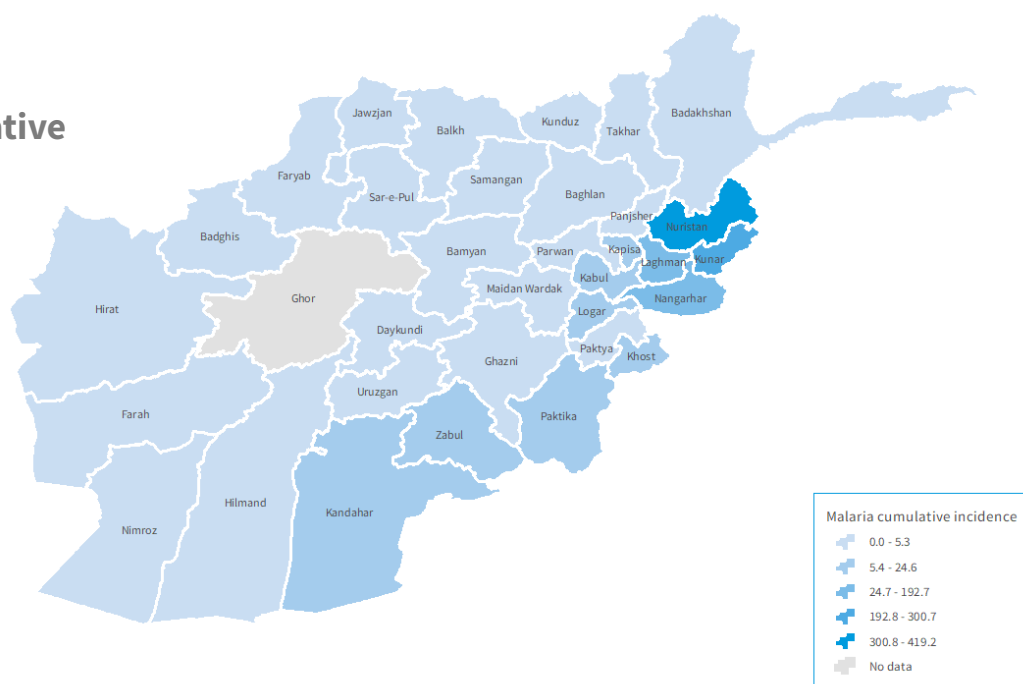 ative
Jawzjan
Balkh
Kunduz
Takhar
Badakhshan
Faryab
Sar-e-Pul
Samangan
Baghlan
Panjsher
Nuristan
Badghis
Bamyan
Parwan
Kapisa
Laghman
Kunar
Hirat
Ghor
Maidan Wardak
Kabul
Nangarhar
Logar
Daykundi
Ghazni
Paktya
Khost
Uruzgan
Farah
Zabul
Paktika
Hilmand
Kandahar
Nimroz
Malaria cumulative incidence
0.0 - 5.3
5.4 - 24.6
24.7 - 192.7
192.8 - 300.7
300.8 - 419.2
No data